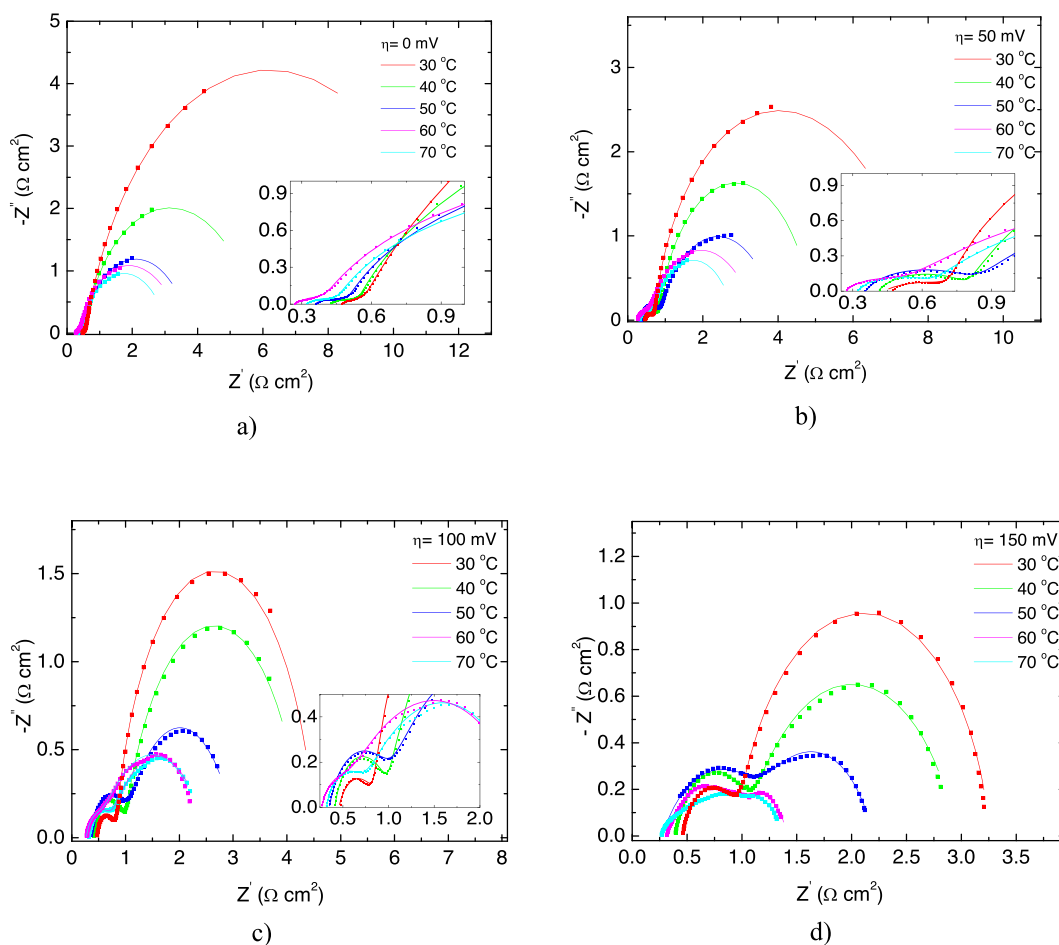 η= 0 mV
30 °C
40 °C
50 °C
60 °C
70 °C
-Z'' (Ω cm²)
5
4
3
2
1
0
0.9
0.6
0.3
0.0
0.3 0.6 0.9
0 2 4 6 8 10 12
Z' (Ω cm²)
a)
η= 50 mV
30 °C
40 °C
50 °C
60 °C
70 °C
-Z'' (Ω cm²)
3
2
1
0
0.9
0.6
0.3
0.0
0.3 0.6 0.9
0 2 4 6 8 10
Z' (Ω cm²)
b)
η= 100 mV
30 °C
40 °C
50 °C
60 °C
70 °C
-Z'' (Ω cm²)
1.5
1.0
0.5
0.0
0.4
0.2
0.0
0.5 1.0 1.5 2.0
0 1 2 3 4 5 6 7 8
Z' (Ω cm²)
c)
η= 150 mV
30 °C
40 °C
50 °C
60 °C
70 °C
- Z'' (Ω cm²)
1.2
1.0
0.8
0.6
0.4
0.2
0.0
0.0 0.5 1.0 1.5 2.0 2.5 3.0 3.5
Z' (Ω cm²)
d)